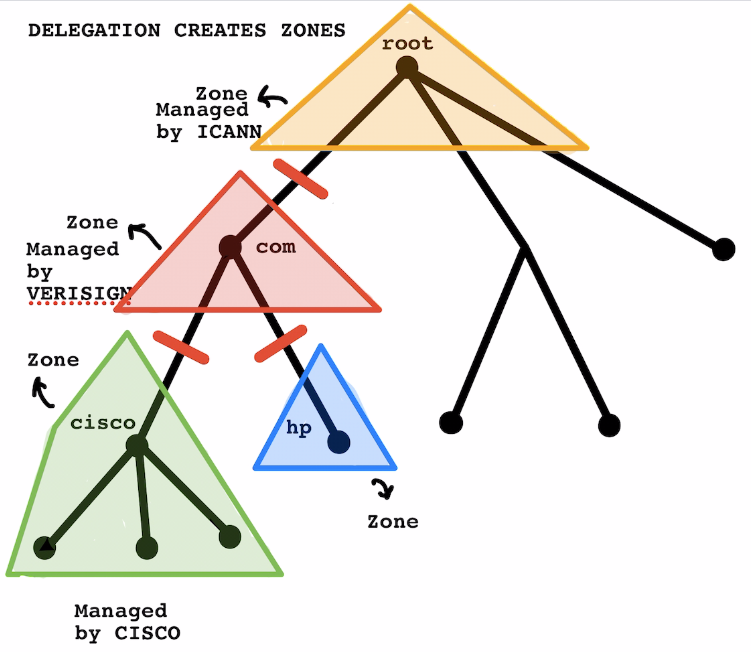 DELEGATION CREATES ZONES
root
Zone
Managed
by ICANN
Zone
com
Managed
by
VERISIGN
Zone
cisco
hp
Zone
Managed
by CISCO